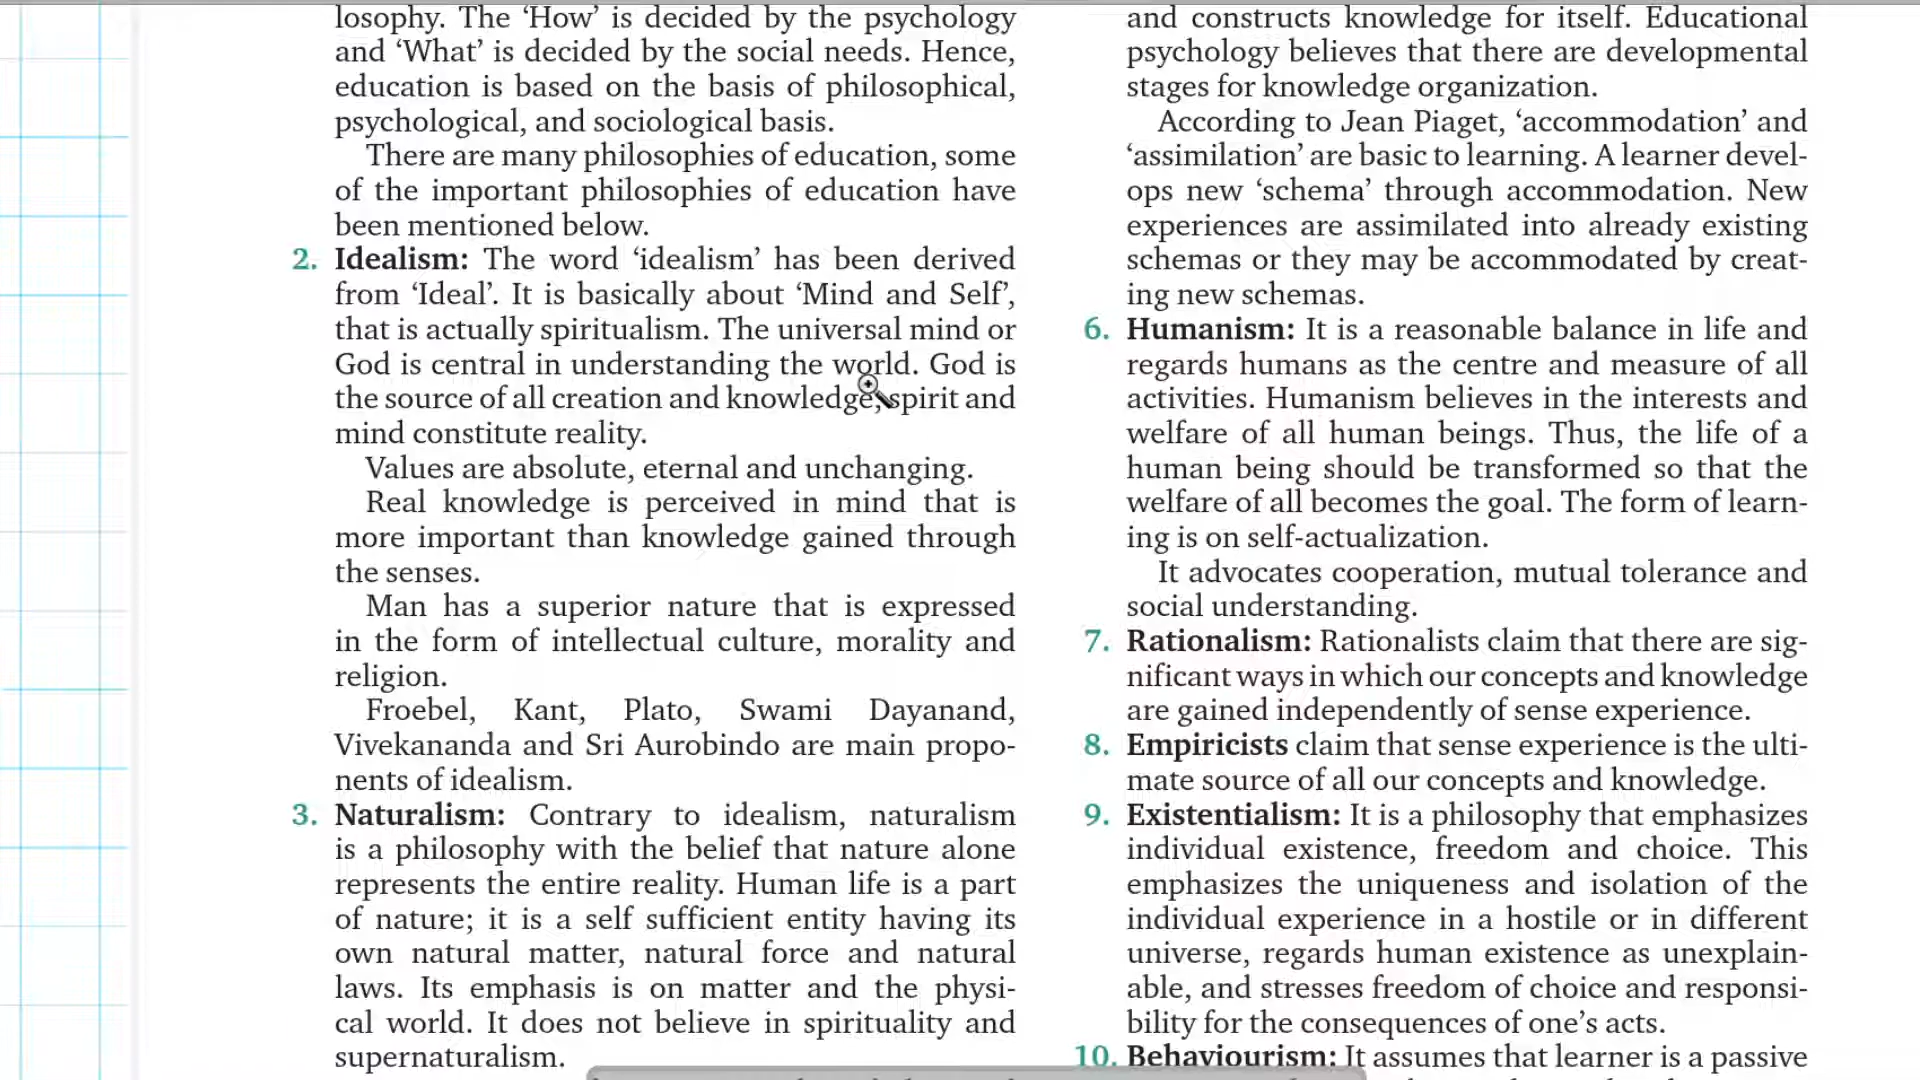 losophy. The ‘How’ is decided by the psychology
and ‘What’ is decided by the social needs. Hence,
education is based on the basis of philosophical,
psychological, and sociological basis.
There are many philosophies of education, some
of the important philosophies of education have
been mentioned below.
2. Idealism: The word ‘idealism’ has been derived
from ‘Ideal’. It is basically about ‘Mind and Self’,
that is actually spiritualism. The universal mind or
God is central in understanding the world. God is
the source of all creation and knowledge, spirit and
mind constitute reality.
Values are absolute, eternal and unchanging.
Real knowledge is perceived in mind that is
more important than knowledge gained through
the senses.
Man has a superior nature that is expressed
in the form of intellectual culture, morality and
religion.
Froebel, Kant, Plato, Swami Dayanand,
Vivekananda and Sri Aurobindo are main propo-
nents of idealism.
3. Naturalism: Contrary to idealism, naturalism
is a philosophy with the belief that nature alone
represents the entire reality. Human life is a part
of nature; it is a self sufficient entity having its
own natural matter, natural force and natural
laws. Its emphasis is on matter and the physi-
cal world. It does not believe in spirituality and
supernaturalism.
and constructs knowledge for itself. Educational
psychology believes that there are developmental
stages for knowledge organization.
According to Jean Piaget, ‘accommodation’ and
‘assimilation’ are basic to learning. A learner devel-
ops new ‘schema’ through accommodation. New
experiences are assimilated into already existing
schemas or they may be accommodated by creat-
ing new schemas.
6. Humanism: It is a reasonable balance in life and
regards humans as the centre and measure of all
activities. Humanism believes in the interests and
welfare of all human beings. Thus, the life of a
human being should be transformed so that the
welfare of all becomes the goal. The form of learn-
ing is on self-actualization.
It advocates cooperation, mutual tolerance and
social understanding.
7. Rationalism: Rationalists claim that there are sig-
nificant ways in which our concepts and knowledge
are gained independently of sense experience.
8. Empiricists claim that sense experience is the ulti-
mate source of all our concepts and knowledge.
9. Existentialism: It is a philosophy that emphasizes
individual existence, freedom and choice. This
emphasizes the uniqueness and isolation of the
individual experience in a hostile or in different
universe, regards human existence as unexplain-
able, and stresses freedom of choice and responsi-
bility for the consequences of one’s acts.
10. Behaviourism: It assumes that learner is a passive